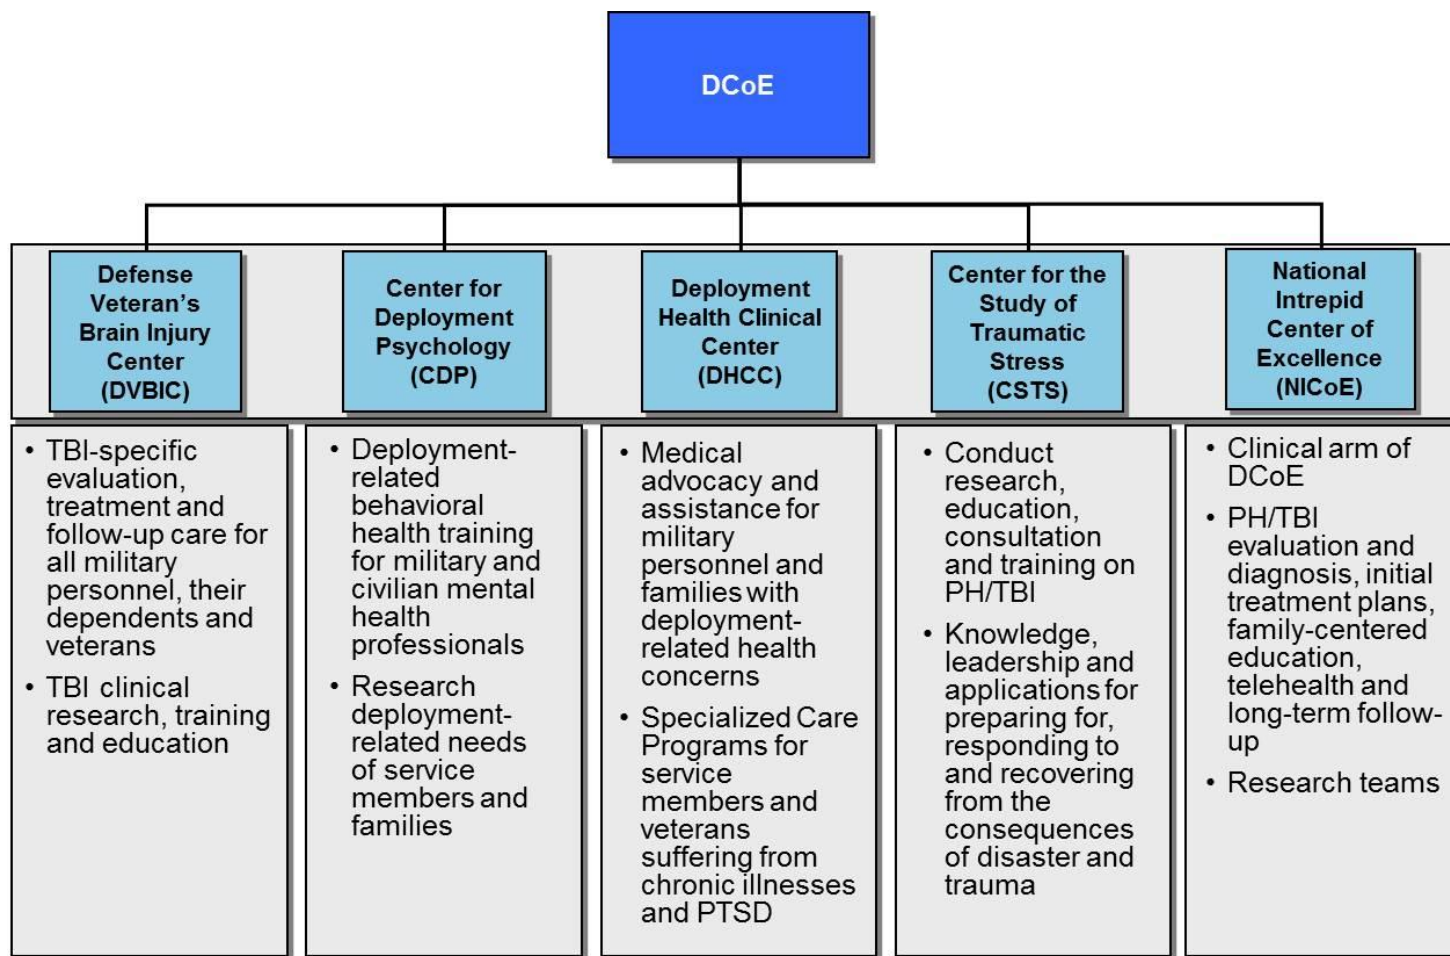 DCoE
Defense
Veteran’s
Brain Injury
Center
(DVBIC)
Center for
Deployment
Psychology
(CDP)
Deployment
Health Clinical
Center
(DHCC)
Center for the
Study of
Traumatic
Stress
(CSTS)
National
Intrepid
Center of
Excellence
(NICoE)
• TBI-specific
evaluation,
treatment and
follow-up care for
all military
personnel, their
dependents and
veterans
• TBI clinical
research, training
and education
• Deployment-
related
behavioral
health training
for military and
civilian mental
health
professionals
• Research
deployment-
related needs
of service
members and
families
• Medical
advocacy and
assistance for
military
personnel and
families with
deployment-
related health
concerns
• Specialized Care
Programs for
service
members and
veterans
suffering from
chronic illnesses
and PTSD
• Conduct
research,
education,
consultation
and training on
PH/TBI
• Knowledge,
leadership and
applications for
preparing for,
responding to
and recovering
from the
consequences
of disaster and
trauma
• Clinical arm of
DCoE
• PH/TBI
evaluation and
diagnosis, initial
treatment plans,
family-centered
education,
telehealth and
long-term follow-
up
• Research teams